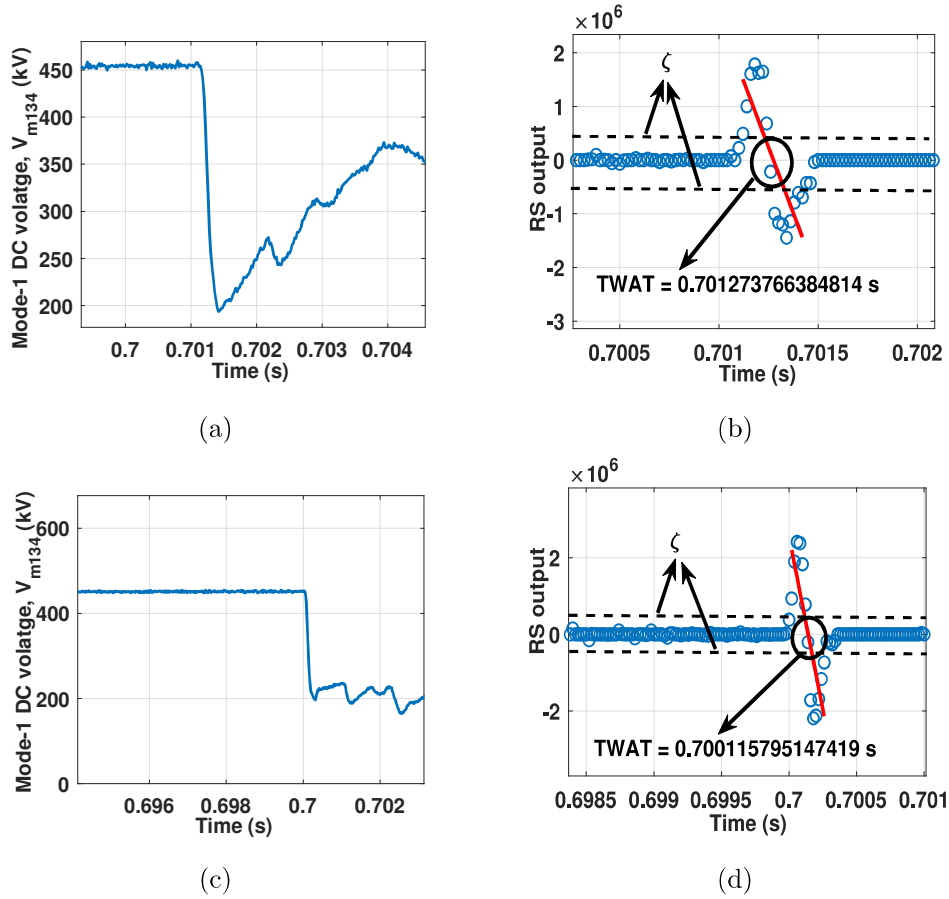 Mode-1 DC volatge, V_m134 (kV)
450
400
350
300
250
200
0.7
0.701
0.702
0.703
0.704
Time (s)
(a)
×10^6
RS output
2
1
0
-1
-2
-3
ζ
TWAT = 0.701273766384814 s
0.7005
0.701
0.7015
0.702
Time (s)
(b)
Mode-1 DC volatge, V_m134 (kV)
600
400
200
0
0.696
0.698
0.7
0.702
Time (s)
(c)
×10^6
RS output
2
0
-2
ζ
TWAT = 0.700115795147419 s
0.6985
0.699
0.6995
0.7
0.7005
0.701
Time (s)
(d)